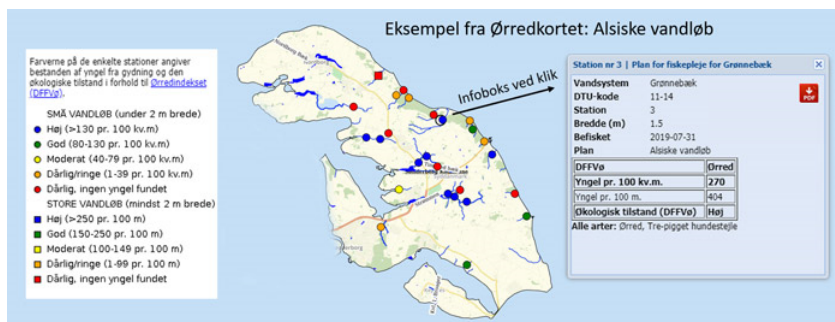 Eksempel fra Ørredkortet: Alsiske vandløb
Farverne på de enkelte stationer angiver
bestanden af yngel fra gydning og den
økologiske tilstand i forhold til Ørredindekset
(DFFVø).
SMÅ VANDLØB (under 2 m brede)
Høj (>130 pr. 100 kv.m)
God (80-130 pr. 100 kv.m)
Moderat (40-79 pr. 100 kv.m)
Dårlig/ringe (1-39 pr. 100 kv.m)
Dårlig, ingen yngel fundet
STORE VANDLØB (mindst 2 m brede)
Høj (>250 pr. 100 m)
God (150-250 pr. 100 m)
Moderat (100-149 pr. 100 m)
Dårlig/ringe (1-99 pr. 100 m)
Dårlig, ingen yngel fundet
Nordborg
Infoboks ved klik
Station nr 3 | Plan for fiskepleje for Grønnebæk
Vandsystem Grønnebæk
DTU-kode 11-14
Station 3
Bredde (m) 1.5
Befisket 2019-07-31
Plan Alsiske vandløb
PDF
DFFVø Ørred
Yngel pr. 100 kv.m. 270
Yngel pr. 100 m. 404
Økologisk tilstand (DFFVø) Høj
Alle arter: Ørred, Tre-pigget hundestejle